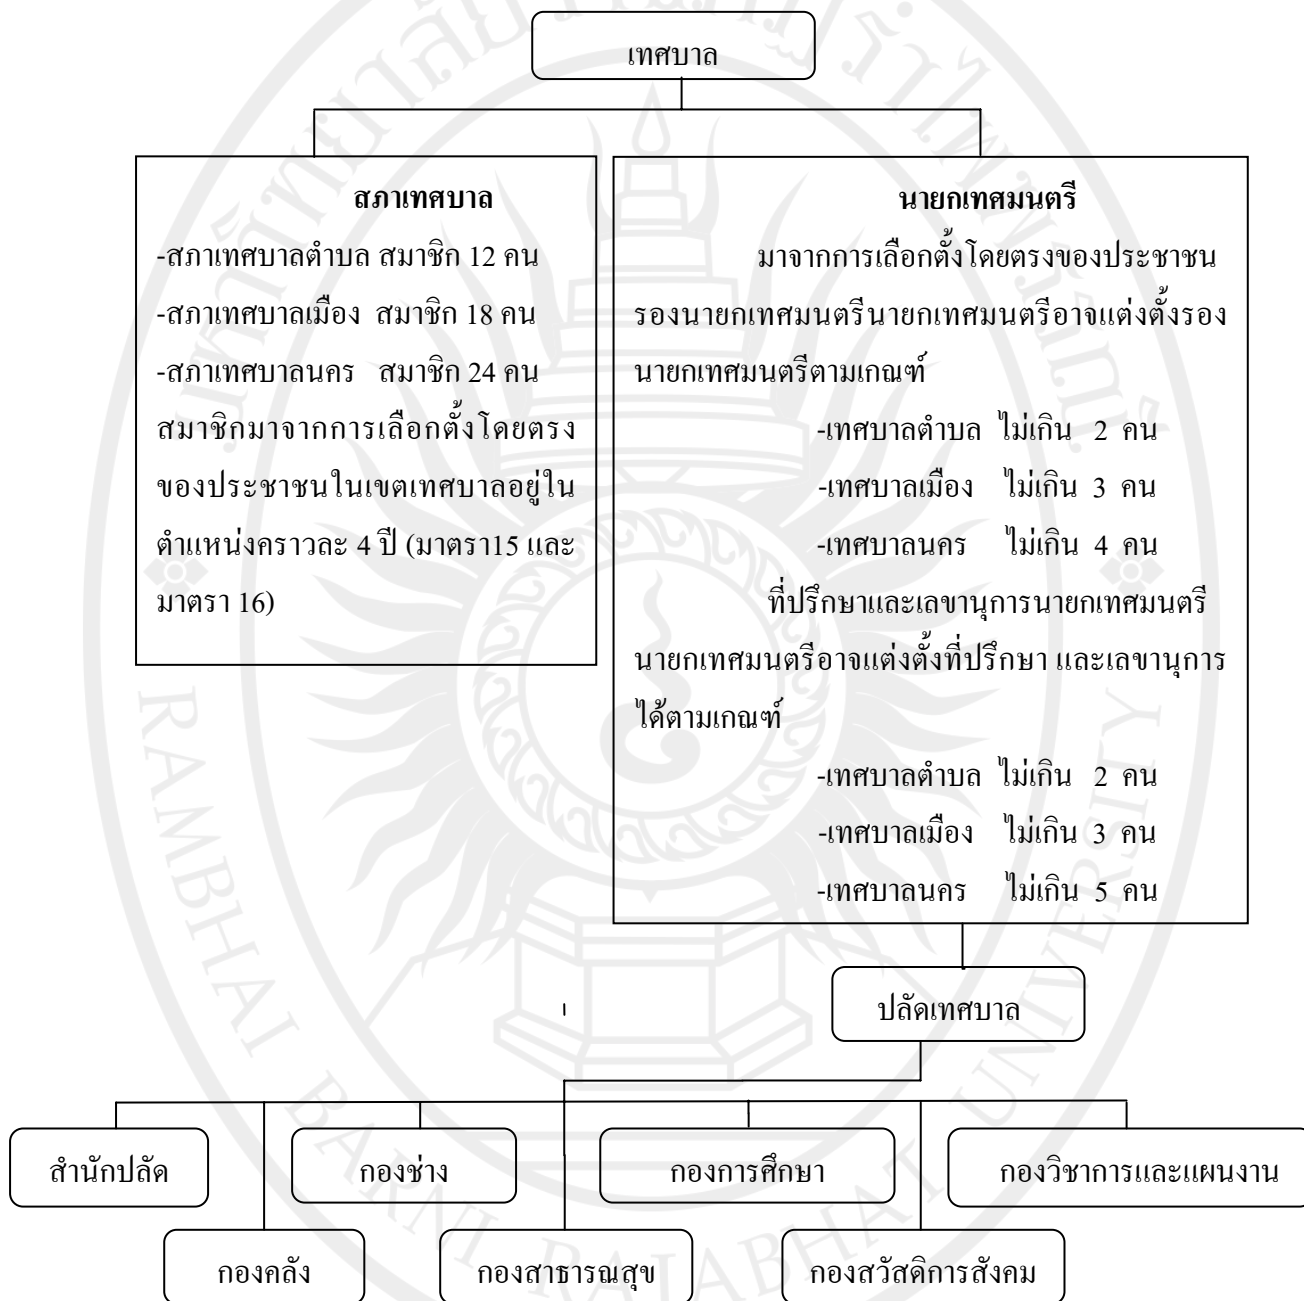 เทศบาล
สภาเทศบาล
-สภาเทศบาลตำบล สมาชิก 12 คน
-สภาเทศบาลเมือง สมาชิก 18 คน
-สภาเทศบาลนคร สมาชิก 24 คน
สมาชิกมาจากการเลือกตั้งโดยตรง
ของประชาชนในเขตเทศบาลอยู่ใน
ตำแหน่งคราวละ 4 ปี (มาตรา15 และ
มาตรา 16)
นายกเทศมนตรี
มาจากการเลือกตั้งโดยตรงของประชาชน
รองนายกเทศมนตรีนายกเทศมนตรีอาจแต่งตั้งรอง
นายกเทศมนตรีตามเกณฑ์
-เทศบาลตำบล ไม่เกิน 2 คน
-เทศบาลเมือง ไม่เกิน 3 คน
-เทศบาลนคร ไม่เกิน 4 คน
ที่ปรึกษาและเลขานุการนายกเทศมนตรี
นายกเทศมนตรีอาจแต่งตั้งที่ปรึกษา และเลขานุการ
ได้ตามเกณฑ์
-เทศบาลตำบล ไม่เกิน 2 คน
-เทศบาลเมือง ไม่เกิน 3 คน
-เทศบาลนคร ไม่เกิน 5 คน
ปลัดเทศบาล
สำนักปลัด
กองช่าง
กองการศึกษา
กองวิชาการและแผนงาน
กองคลัง
กองสาธารณสุข
กองสวัสดิการสังคม
RAMBHAI BARNI RAJABHAT UNIVERSITY